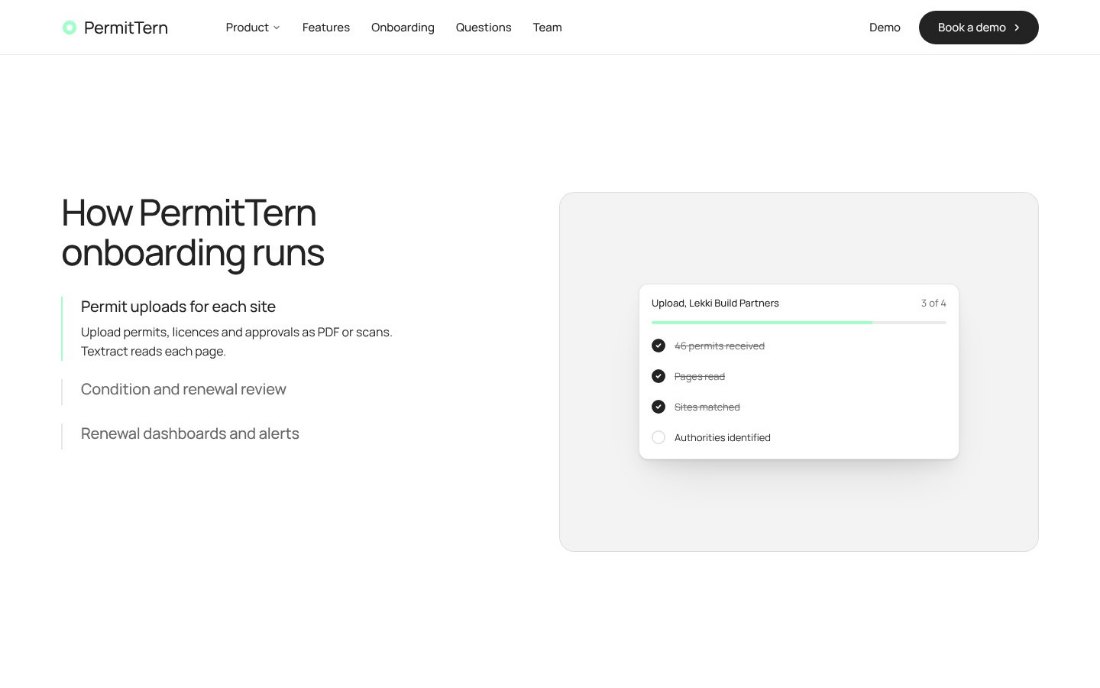 PermitTern
Product
Features
Onboarding
Questions
Team
Demo
Book a demo
How PermitTern
onboarding runs
Permit uploads for each site
Upload permits, licences and approvals as PDF or scans.
Textract reads each page.
Condition and renewal review
Renewal dashboards and alerts
Upload, Lekki Build Partners
3 of 4
46 permits received
Pages read
Sites matched
Authorities identified